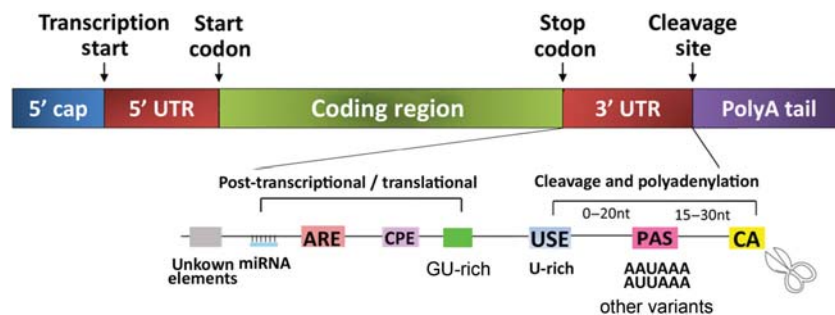 Transcription start
Start codon
Stop codon
Cleavage site
5' cap
5' UTR
Coding region
3' UTR
PolyA tail
Post-transcriptional / translational
Cleavage and polyadenylation
0–20nt
15–30nt
ARE
CPE
USE
PAS
CA
Unkown elements
miRNA
GU-rich
U-rich
AAUAAA
AUUAAA
other variants